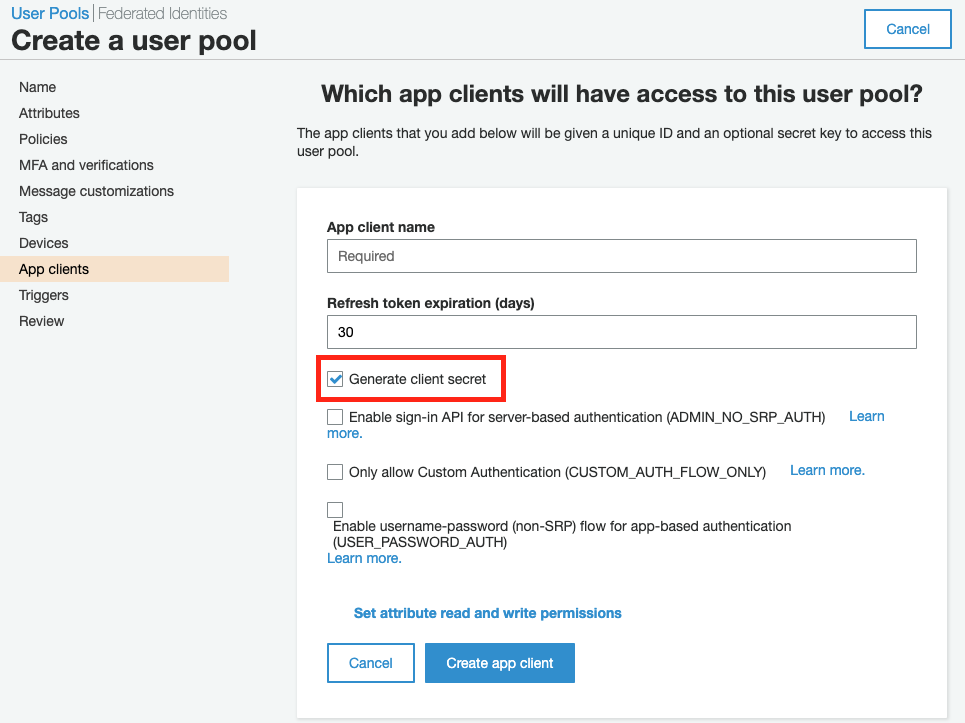 User Pools | Federated Identities
Create a user pool
Cancel
Name
Attributes
Policies
MFA and verifications
Message customizations
Tags
Devices
App clients
Triggers
Review
Which app clients will have access to this user pool?
The app clients that you add below will be given a unique ID and an optional secret key to access this
user pool.
App client name
Required
Refresh token expiration (days)
30
Generate client secret
Enable sign-in API for server-based authentication (ADMIN_NO_SRP_AUTH) Learn
more.
Only allow Custom Authentication (CUSTOM_AUTH_FLOW_ONLY) Learn more.
Enable username-password (non-SRP) flow for app-based authentication
(USER_PASSWORD_AUTH)
Learn more.
Set attribute read and write permissions
Cancel
Create app client